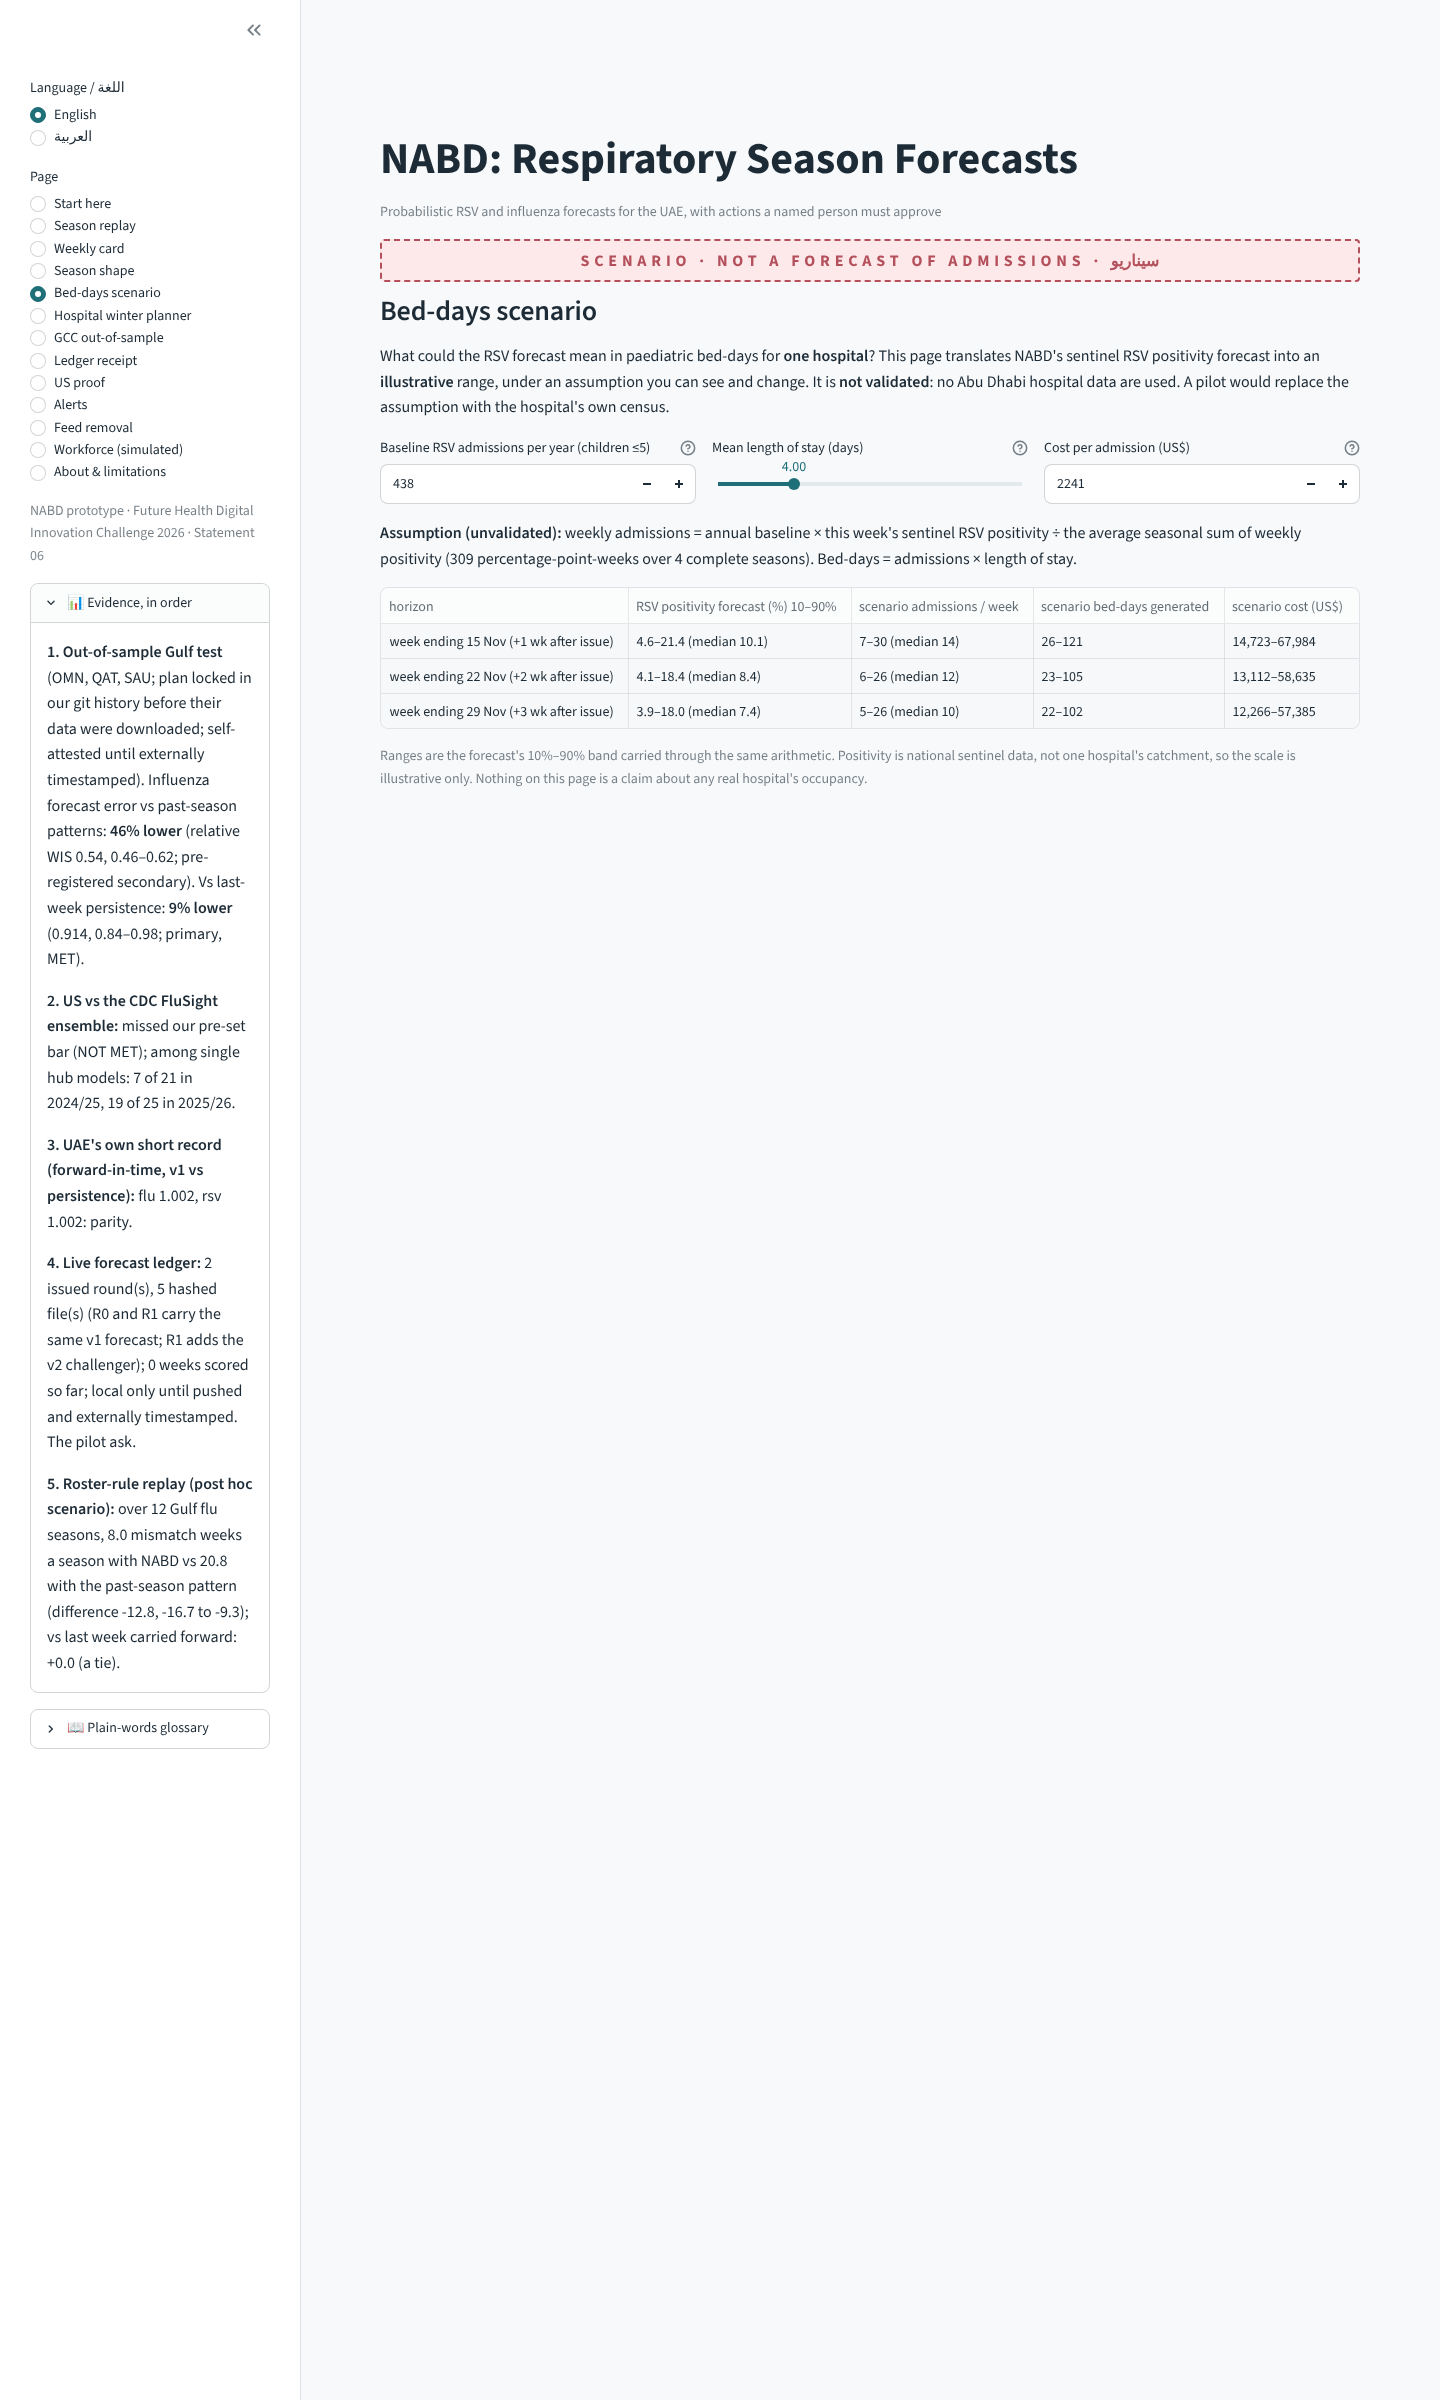 Language / اللغة
English
العربية
Page
Start here
Season replay
Weekly card
Season shape
Bed-days scenario
Hospital winter planner
GCC out-of-sample
Ledger receipt
US proof
Alerts
Feed removal
Workforce (simulated)
About & limitations
NABD prototype · Future Health Digital
Innovation Challenge 2026 · Statement
06
📊 Evidence, in order
1. Out-of-sample Gulf test
(OMN, QAT, SAU; plan locked in
our git history before their
data were downloaded; self-
attested until externally
timestamped). Influenza
forecast error vs past-season
patterns: 46% lower (relative
WIS 0.54, 0.46–0.62; pre-
registered secondary). Vs last-
week persistence: 9% lower
(0.914, 0.84–0.98; primary,
MET).
2. US vs the CDC FluSight
ensemble: missed our pre-set
bar (NOT MET); among single
hub models: 7 of 21 in
2024/25, 19 of 25 in 2025/26.
3. UAE's own short record
(forward-in-time, v1 vs
persistence): flu 1.002, rsv
1.002: parity.
4. Live forecast ledger: 2
issued round(s), 5 hashed
file(s) (R0 and R1 carry the
same v1 forecast; R1 adds the
v2 challenger); 0 weeks scored
so far; local only until pushed
and externally timestamped.
The pilot ask.
5. Roster-rule replay (post hoc
scenario): over 12 Gulf flu
seasons, 8.0 mismatch weeks
a season with NABD vs 20.8
with the past-season pattern
(difference -12.8, -16.7 to -9.3);
vs last week carried forward:
+0.0 (a tie).
📖 Plain-words glossary
NABD: Respiratory Season Forecasts
Probabilistic RSV and influenza forecasts for the UAE, with actions a named person must approve
SCENARIO · NOT A FORECAST OF ADMISSIONS · سيناريو
Bed-days scenario
What could the RSV forecast mean in paediatric bed-days for one hospital? This page translates NABD's sentinel RSV positivity forecast into an
illustrative range, under an assumption you can see and change. It is not validated: no Abu Dhabi hospital data are used. A pilot would replace the
assumption with the hospital's own census.
Baseline RSV admissions per year (children ≤5)
438
Mean length of stay (days)
4.00
Cost per admission (US$)
2241
Assumption (unvalidated): weekly admissions = annual baseline × this week's sentinel RSV positivity ÷ the average seasonal sum of weekly
positivity (309 percentage-point-weeks over 4 complete seasons). Bed-days = admissions × length of stay.
horizon RSV positivity forecast (%) 10–90% scenario admissions / week scenario bed-days generated scenario cost (US$)
week ending 15 Nov (+1 wk after issue) 4.6–21.4 (median 10.1) 7–30 (median 14) 26–121 14,723–67,984
week ending 22 Nov (+2 wk after issue) 4.1–18.4 (median 8.4) 6–26 (median 12) 23–105 13,112–58,635
week ending 29 Nov (+3 wk after issue) 3.9–18.0 (median 7.4) 5–26 (median 10) 22–102 12,266–57,385
Ranges are the forecast's 10%–90% band carried through the same arithmetic. Positivity is national sentinel data, not one hospital's catchment, so the scale is
illustrative only. Nothing on this page is a claim about any real hospital's occupancy.